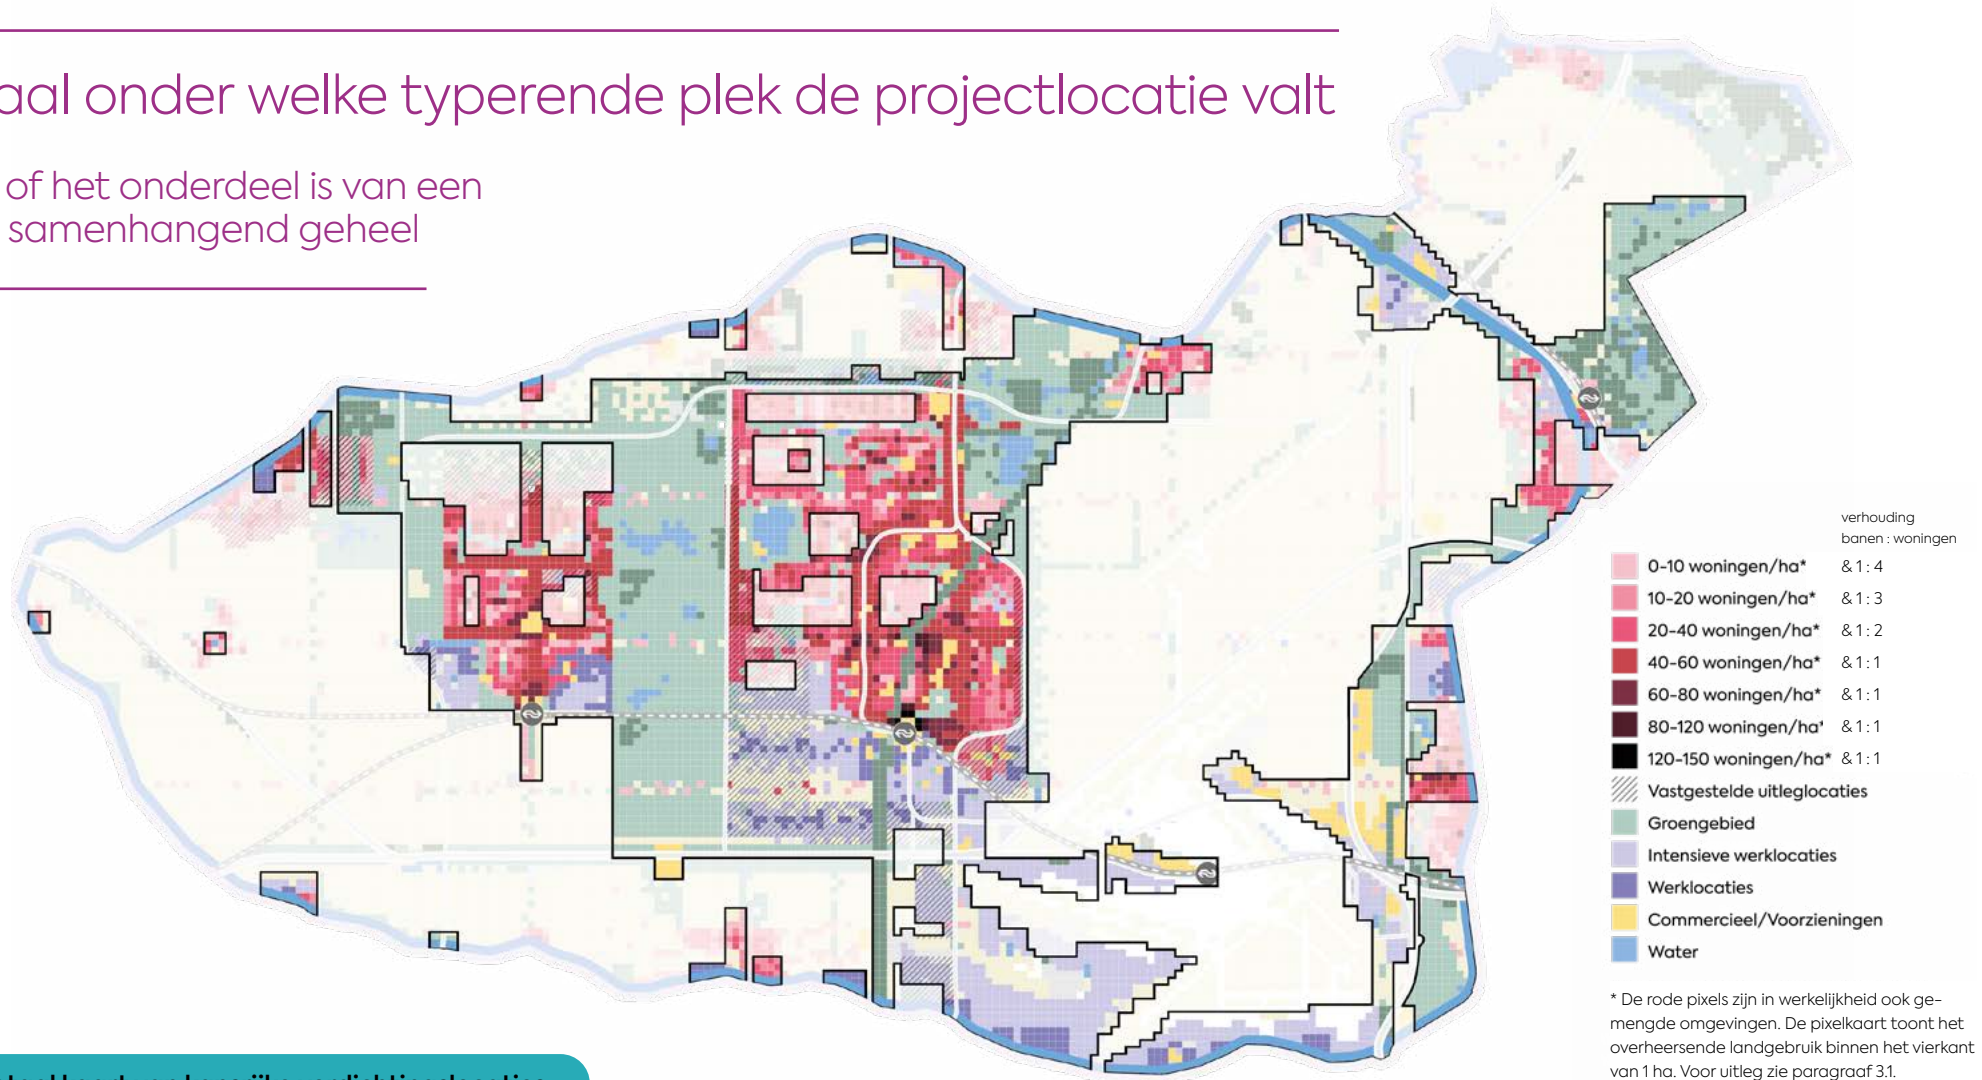 aal onder welke typerende plek de projectlocatie valt
of het onderdeel is van een
samenhangend geheel
verhouding
banen : woningen
0-10 woningen/ha* & 1 : 4
10-20 woningen/ha* & 1 : 3
20-40 woningen/ha* & 1 : 2
40-60 woningen/ha* & 1 : 1
60-80 woningen/ha* & 1 : 1
80-120 woningen/ha* & 1 : 1
120-150 woningen/ha* & 1 : 1
Vastgestelde uitleglocaties
Groengebied
Intensieve werklocaties
Werklocaties
Commercieel/Voorzieningen
Water
* De rode pixels zijn in werkelijkheid ook ge-
mengde omgevingen. De pixelkaart toont het
overheersende landgebruik binnen het vierkant
van 1 ha. Voor uitleg zie paragraaf 3.1.